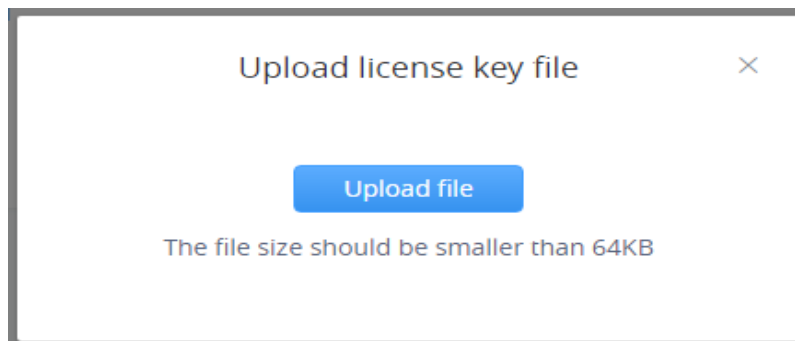 Upload license key file
Upload file
The file size should be smaller than 64KB